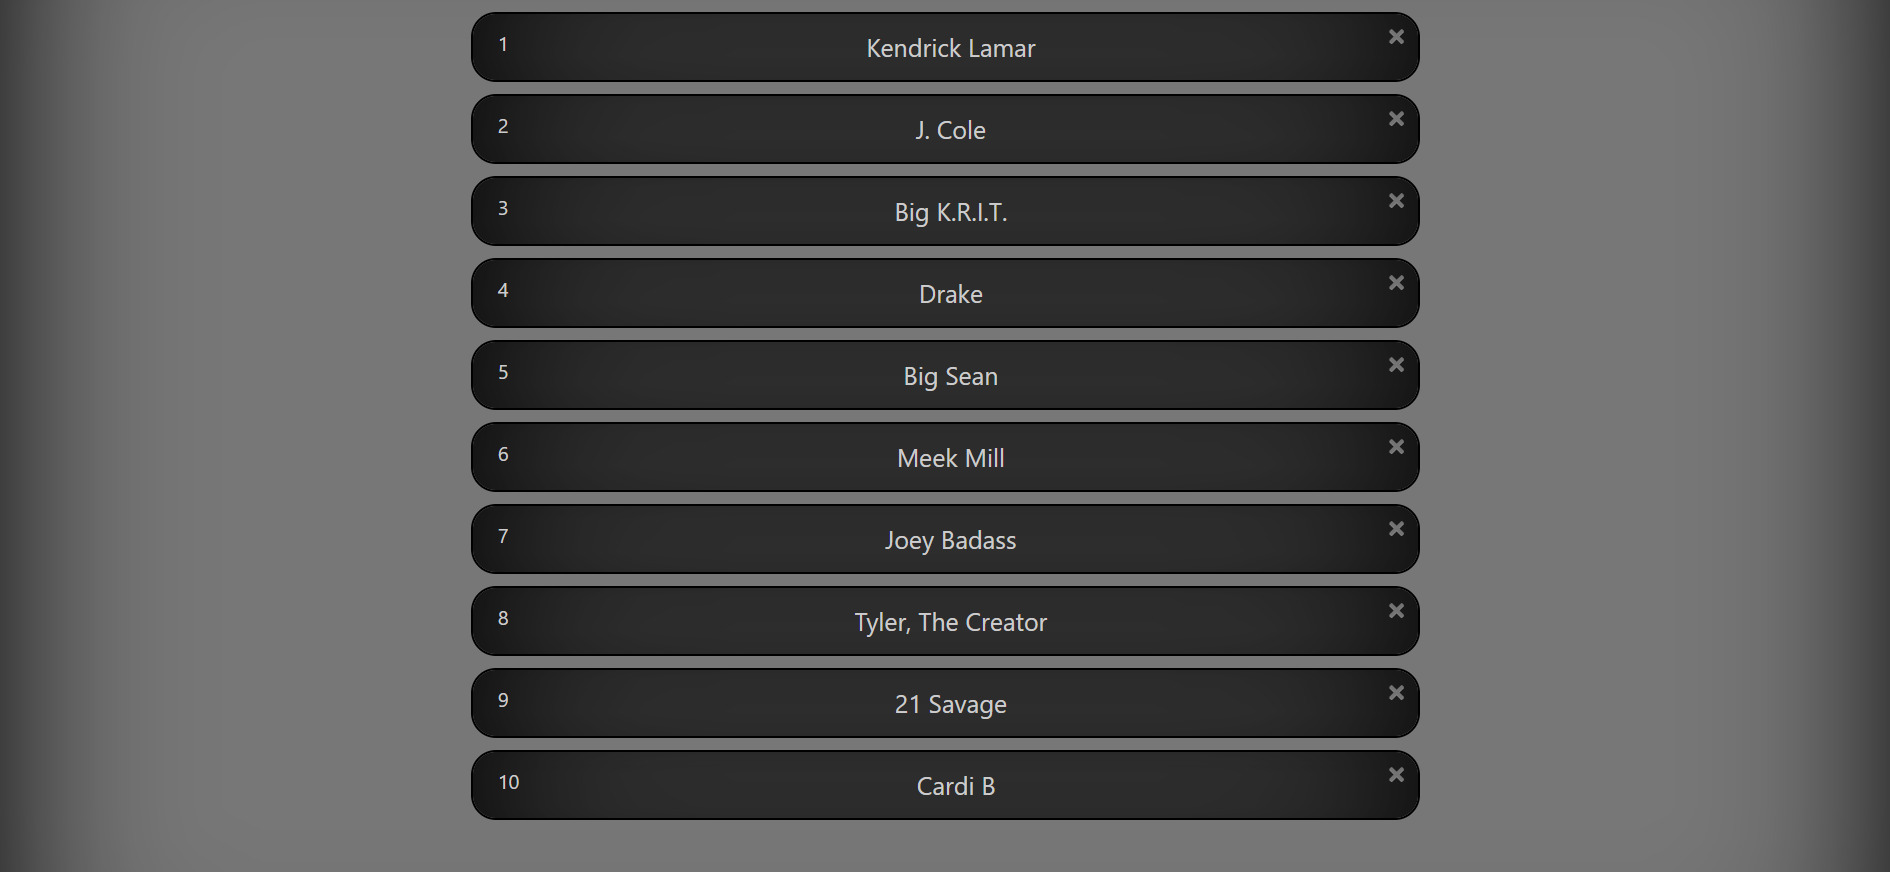 1 Kendrick Lamar
2 J. Cole
3 Big K.R.I.T.
4 Drake
5 Big Sean
6 Meek Mill
7 Joey Badass
8 Tyler, The Creator
9 21 Savage
10 Cardi B